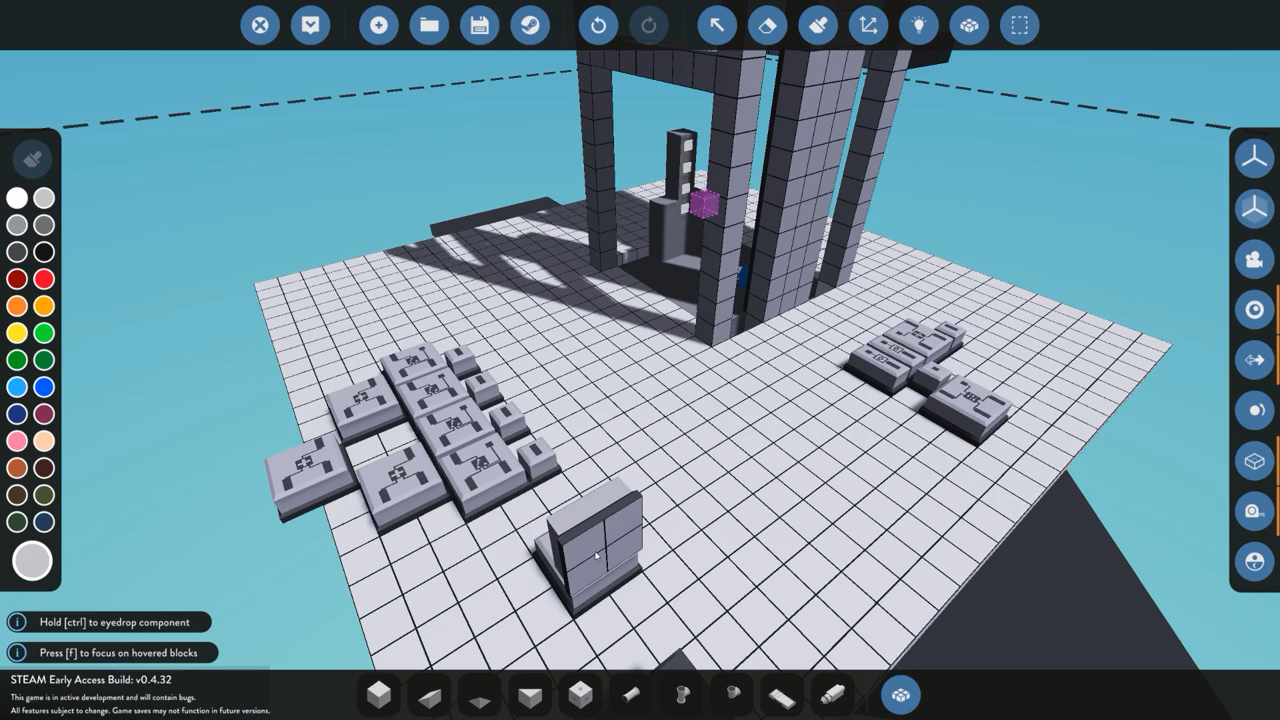 Hold [ctrl] to eyedrop component
Press [f] to focus on hovered blocks
STEAM Early Access Build: v0.4.32
This game is in active development and will contain bugs.
All features subject to change. Game saves may not function in future versions.